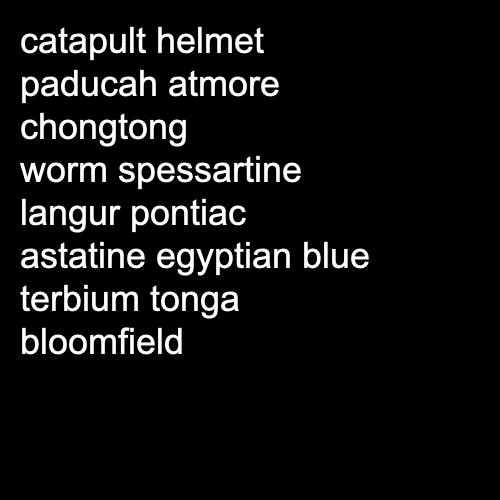 catapult helmet
paducah atmore
chongtong
worm spessartine
langur pontiac
astatine egyptian blue
terbium tonga
bloomfield